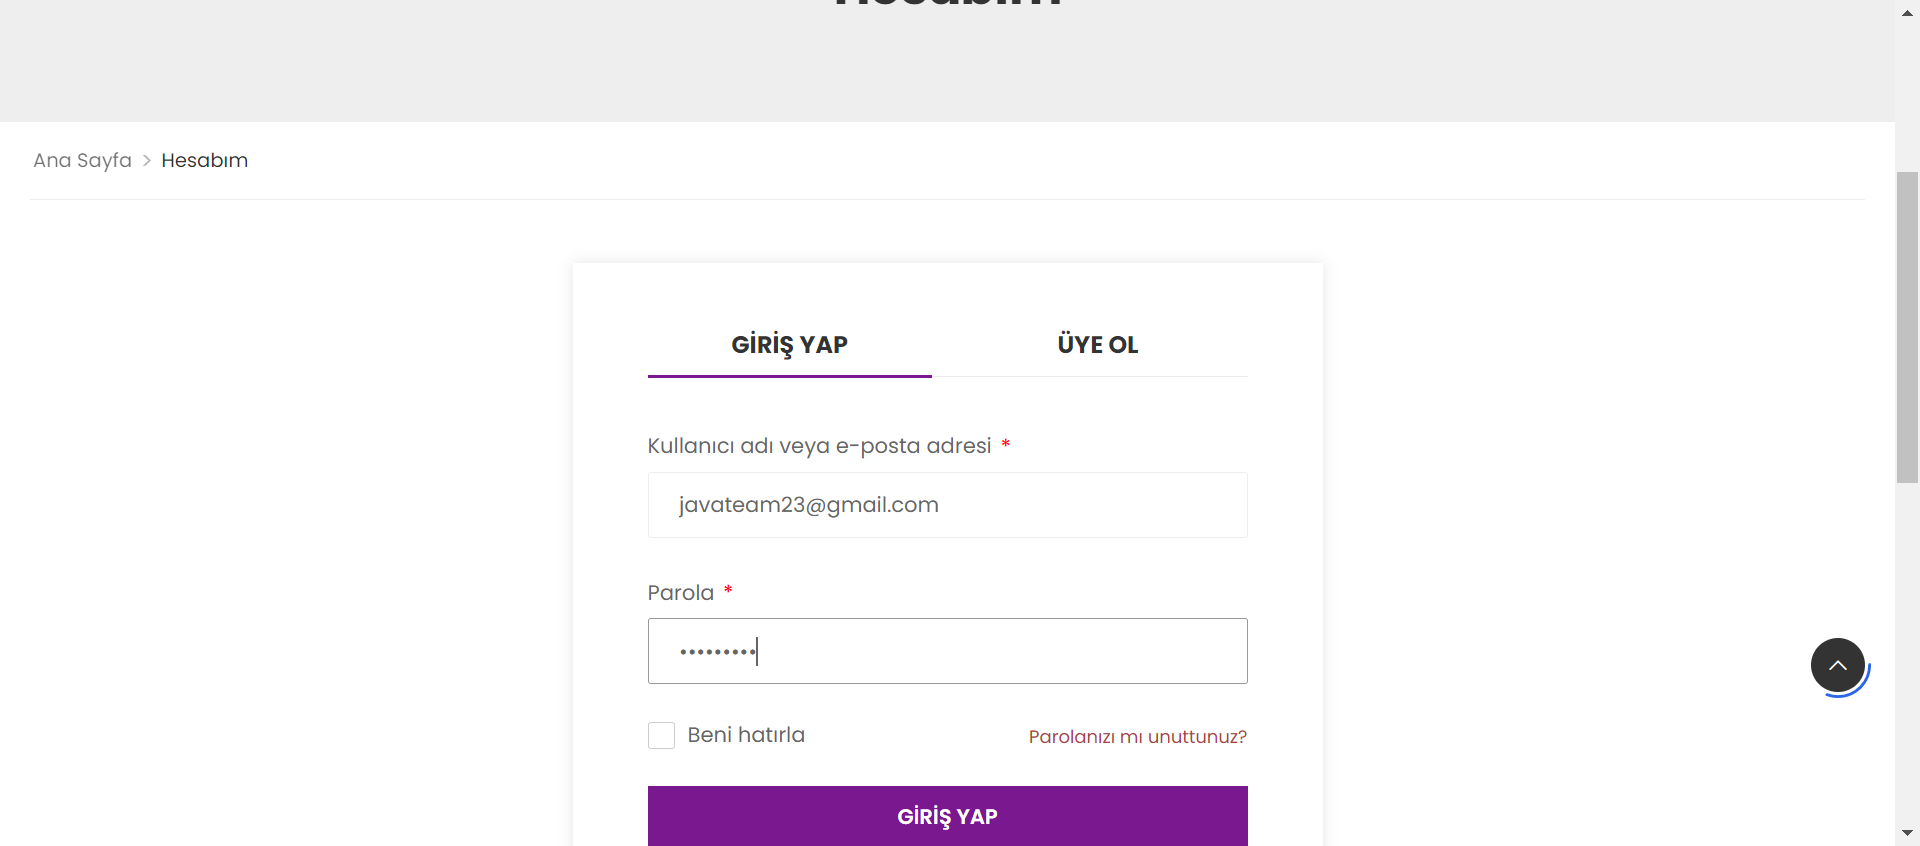 Hesabım
Ana Sayfa > Hesabım
GİRİŞ YAP
ÜYE OL
Kullanıcı adı veya e-posta adresi *
javateam23@gmail.com
Parola *
•••••••••
Beni hatırla
Parolanızı mı unuttunuz?
GİRİŞ YAP